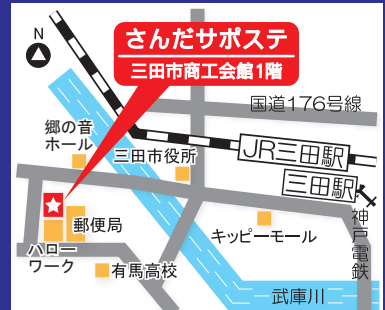 N
さんだサポステ
三田市商工会館1階
国道176号線
郷の音
ホール
三田市役所
JR三田駅
三田駅
神戸電鉄
郵便局
ハロー
ワーク
キッピーモール
有馬高校
武庫川